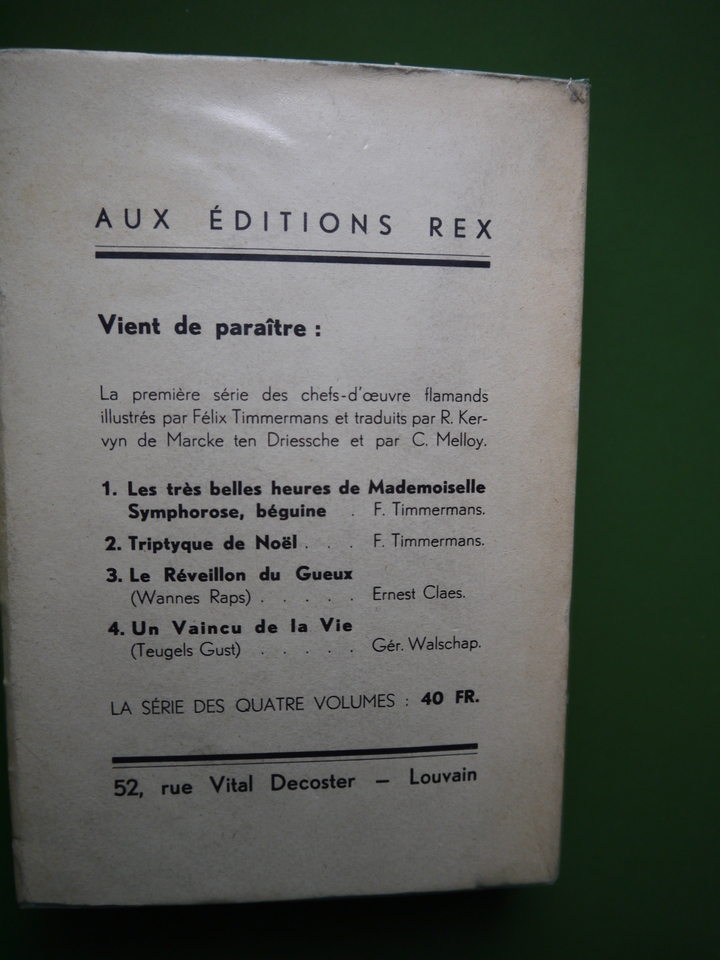 AUX ÉDITIONS REX
Vient de paraître :
La première série des chefs-d'œuvre flamands
illustrés par Félix Timmermans et traduits par R. Ker-
vyn de Marcke ten Driessche et par C. Melloy.
1. Les très belles heures de Mademoiselle
Symphorose, béguine . F. Timmermans.
2. Triptyque de Noël . . . F. Timmermans.
3. Le Réveillon du Gueux
(Wannes Raps) . . . . . Ernest Claes.
4. Un Vaincu de la Vie
(Teugels Gust) . . . . . Gér. Walschap.
LA SÉRIE DES QUATRE VOLUMES : 40 FR.
52, rue Vital Decoster — Louvain